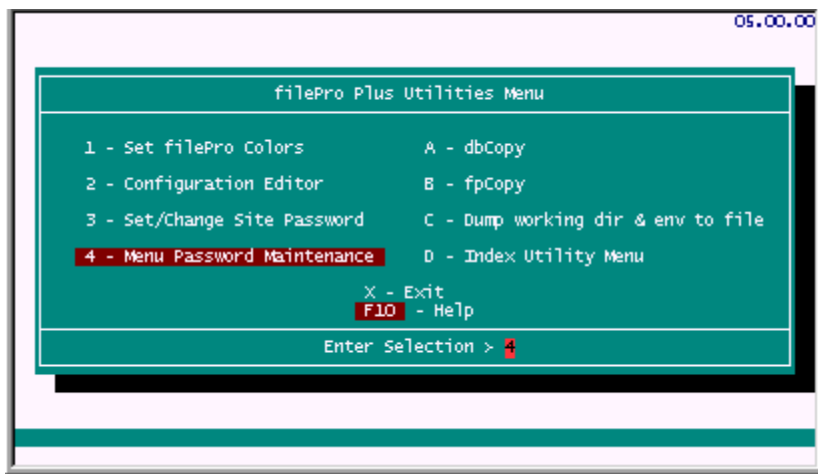 05.00.00
filePro Plus Utilities Menu
1 - Set filePro Colors A - dbCopy
2 - Configuration Editor B - fpCopy
3 - Set/Change Site Password C - Dump working dir & env to file
4 - Menu Password Maintenance D - Index Utility Menu
X - Exit
F10 - Help
Enter Selection > 4